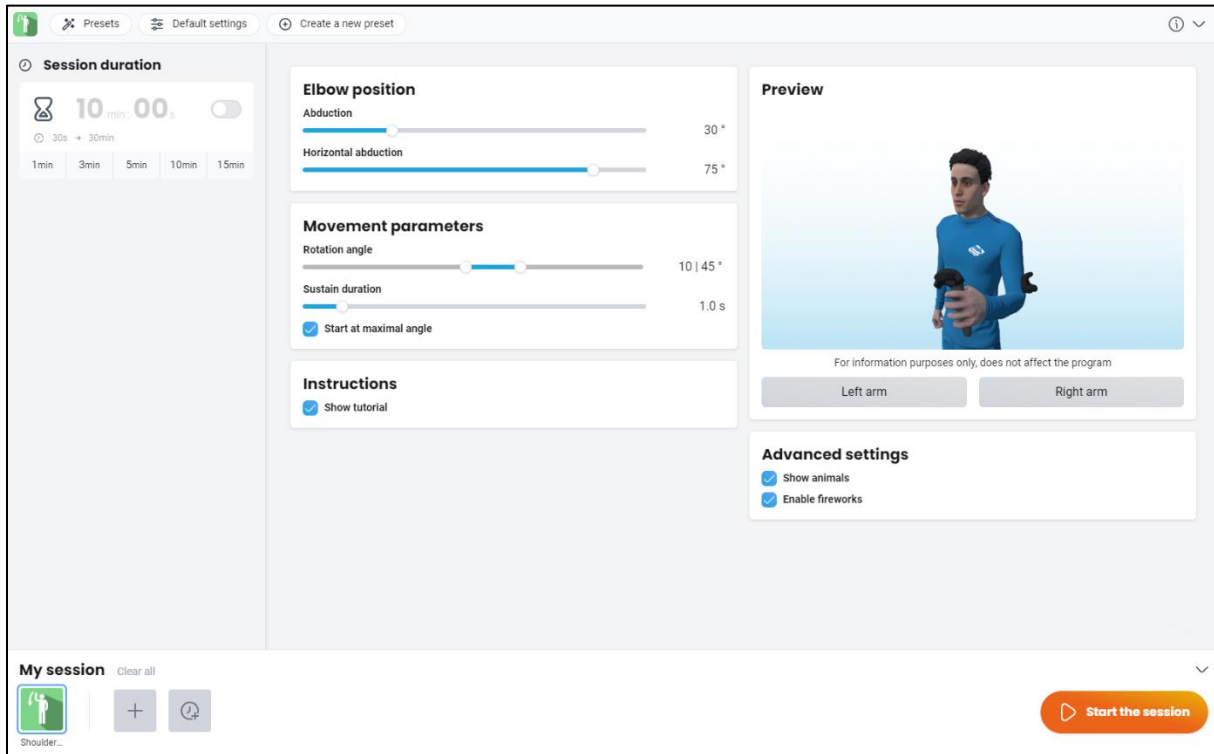 Presets
Default settings
Create a new preset
Session duration
10 min : 00 s
30s → 30min
1min 3min 5min 10min 15min
Elbow position
Abduction
30 °
Horizontal abduction
75 °
Movement parameters
Rotation angle
10 | 45 °
Sustain duration
1.0 s
Start at maximal angle
Instructions
Show tutorial
Preview
For information purposes only, does not affect the program
Left arm
Right arm
Advanced settings
Show animals
Enable fireworks
My session Clear all
Shoulder...
Start the session